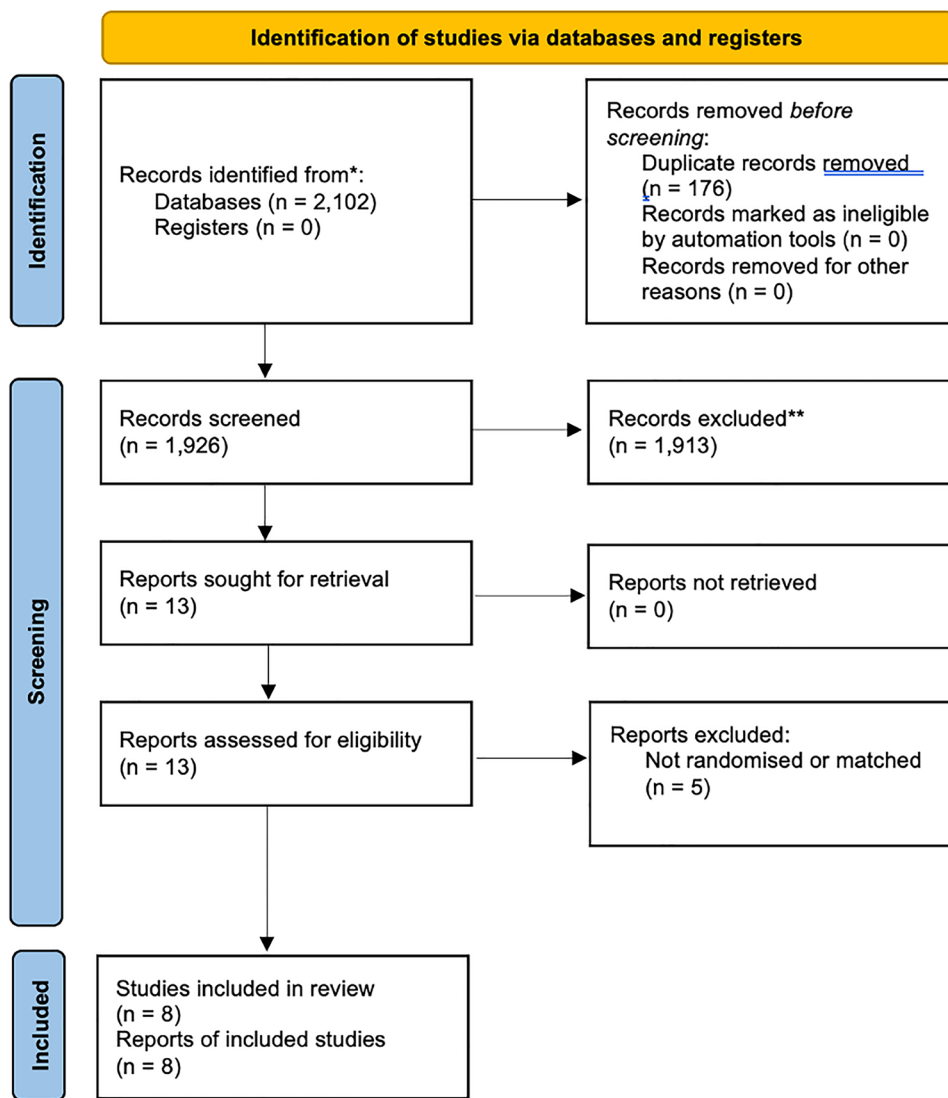 Identification of studies via databases and registers
Identification
Records identified from*:
Databases (n = 2,102)
Registers (n = 0)
Records removed before
screening:
Duplicate records removed
(n = 176)
Records marked as ineligible
by automation tools (n = 0)
Records removed for other
reasons (n = 0)
Screening
Records screened
(n = 1,926)
Records excluded**
(n = 1,913)
Reports sought for retrieval
(n = 13)
Reports not retrieved
(n = 0)
Reports assessed for eligibility
(n = 13)
Reports excluded:
Not randomised or matched
(n = 5)
Included
Studies included in review
(n = 8)
Reports of included studies
(n = 8)